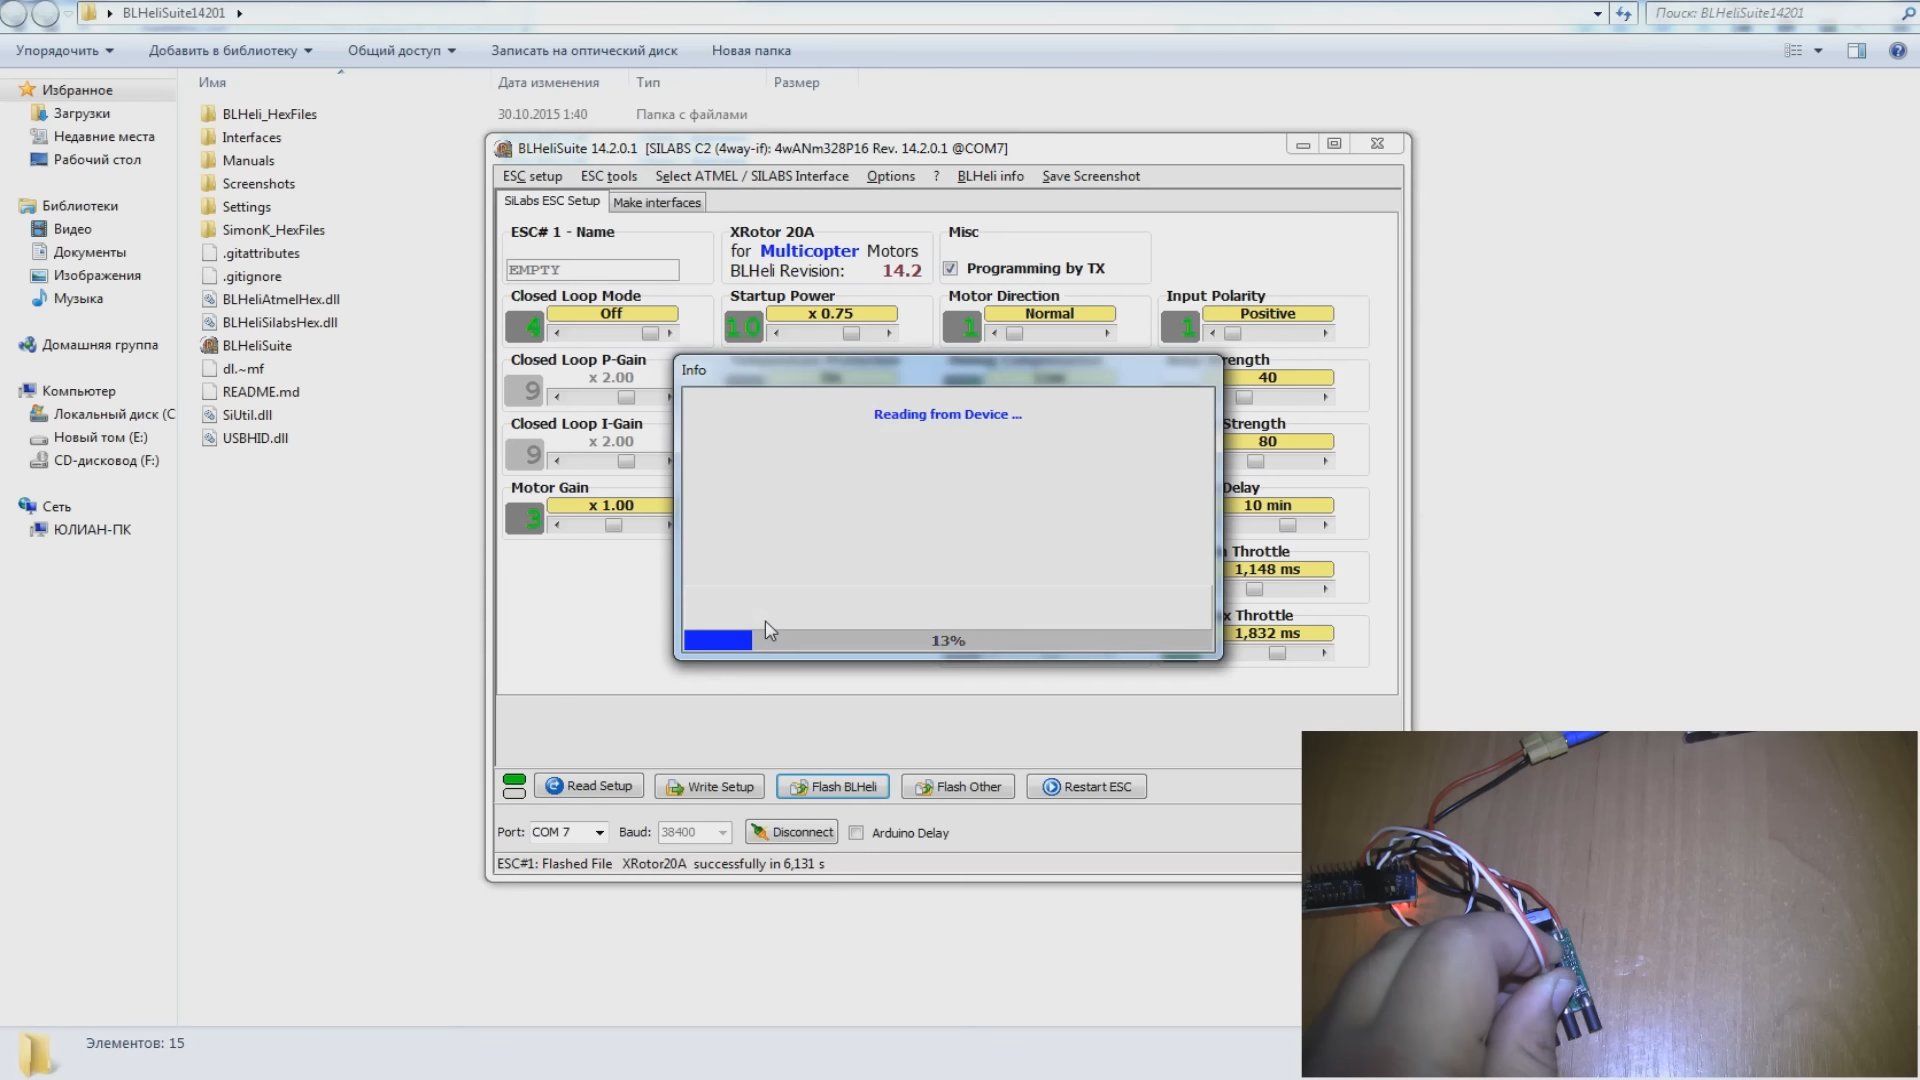 BLHeliSuite14201
Поиск: BLHeliSuite14201
Упорядочить
Добавить в библиотеку
Общий доступ
Записать на оптический диск
Новая папка
Имя
Дата изменения
Тип
Размер
Избранное
Загрузки
Недавние места
Рабочий стол
Библиотеки
Видео
Документы
Изображения
Музыка
Домашняя группа
Компьютер
Локальный диск (C
Новый том (E:)
CD-дисковод (F:)
Сеть
ЮЛИАН-ПК
BLHeli_HexFiles
30.10.2015 1:40
Папка с файлами
Interfaces
Manuals
Screenshots
Settings
SimonK_HexFiles
.gitattributes
.gitignore
BLHeliAtmelHex.dll
BLHeliSilabsHex.dll
BLHeliSuite
dl.~mf
README.md
SiUtil.dll
USBHID.dll
BLHeliSuite 14.2.0.1 [SILABS C2 (4way-if): 4wANm328P16 Rev. 14.2.0.1 @COM7]
ESC setup
ESC tools
Select ATMEL / SILABS Interface
Options
?
BLHeli info
Save Screenshot
SiLabs ESC Setup
Make interfaces
ESC# 1 - Name
EMPTY
XRotor 20A
for Multicopter Motors
BLHeli Revision: 14.2
Misc
Programming by TX
Closed Loop Mode
Off
4
Startup Power
x 0.75
10
Motor Direction
Normal
1
Input Polarity
Positive
1
Closed Loop P-Gain
x 2.00
9
Closed Loop I-Gain
x 2.00
9
Motor Gain
x 1.00
3
40
Strength
80
Delay
10 min
Throttle
1,148 ms
x Throttle
1,832 ms
Info
Reading from Device ...
13%
Read Setup
Write Setup
Flash BLHeli
Flash Other
Restart ESC
Port: COM 7
Baud: 38400
Disconnect
Arduino Delay
ESC#1: Flashed File XRotor20A successfully in 6,131 s
Элементов: 15